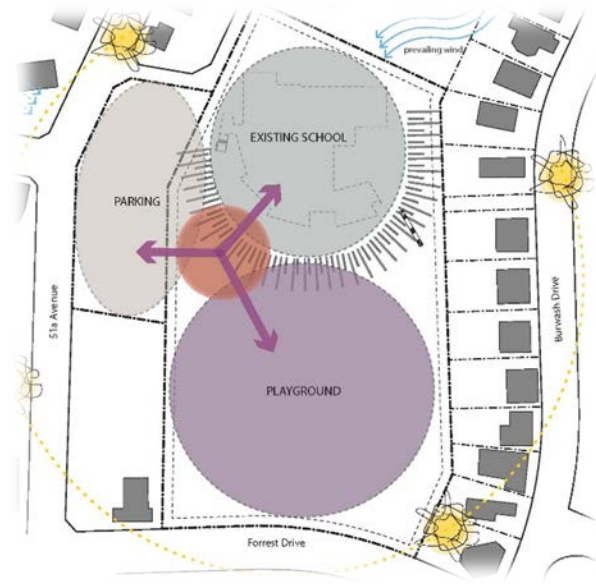 prevailing wind
EXISTING SCHOOL
PARKING
51a Avenue
Burwash Drive
PLAYGROUND
Forrest Drive